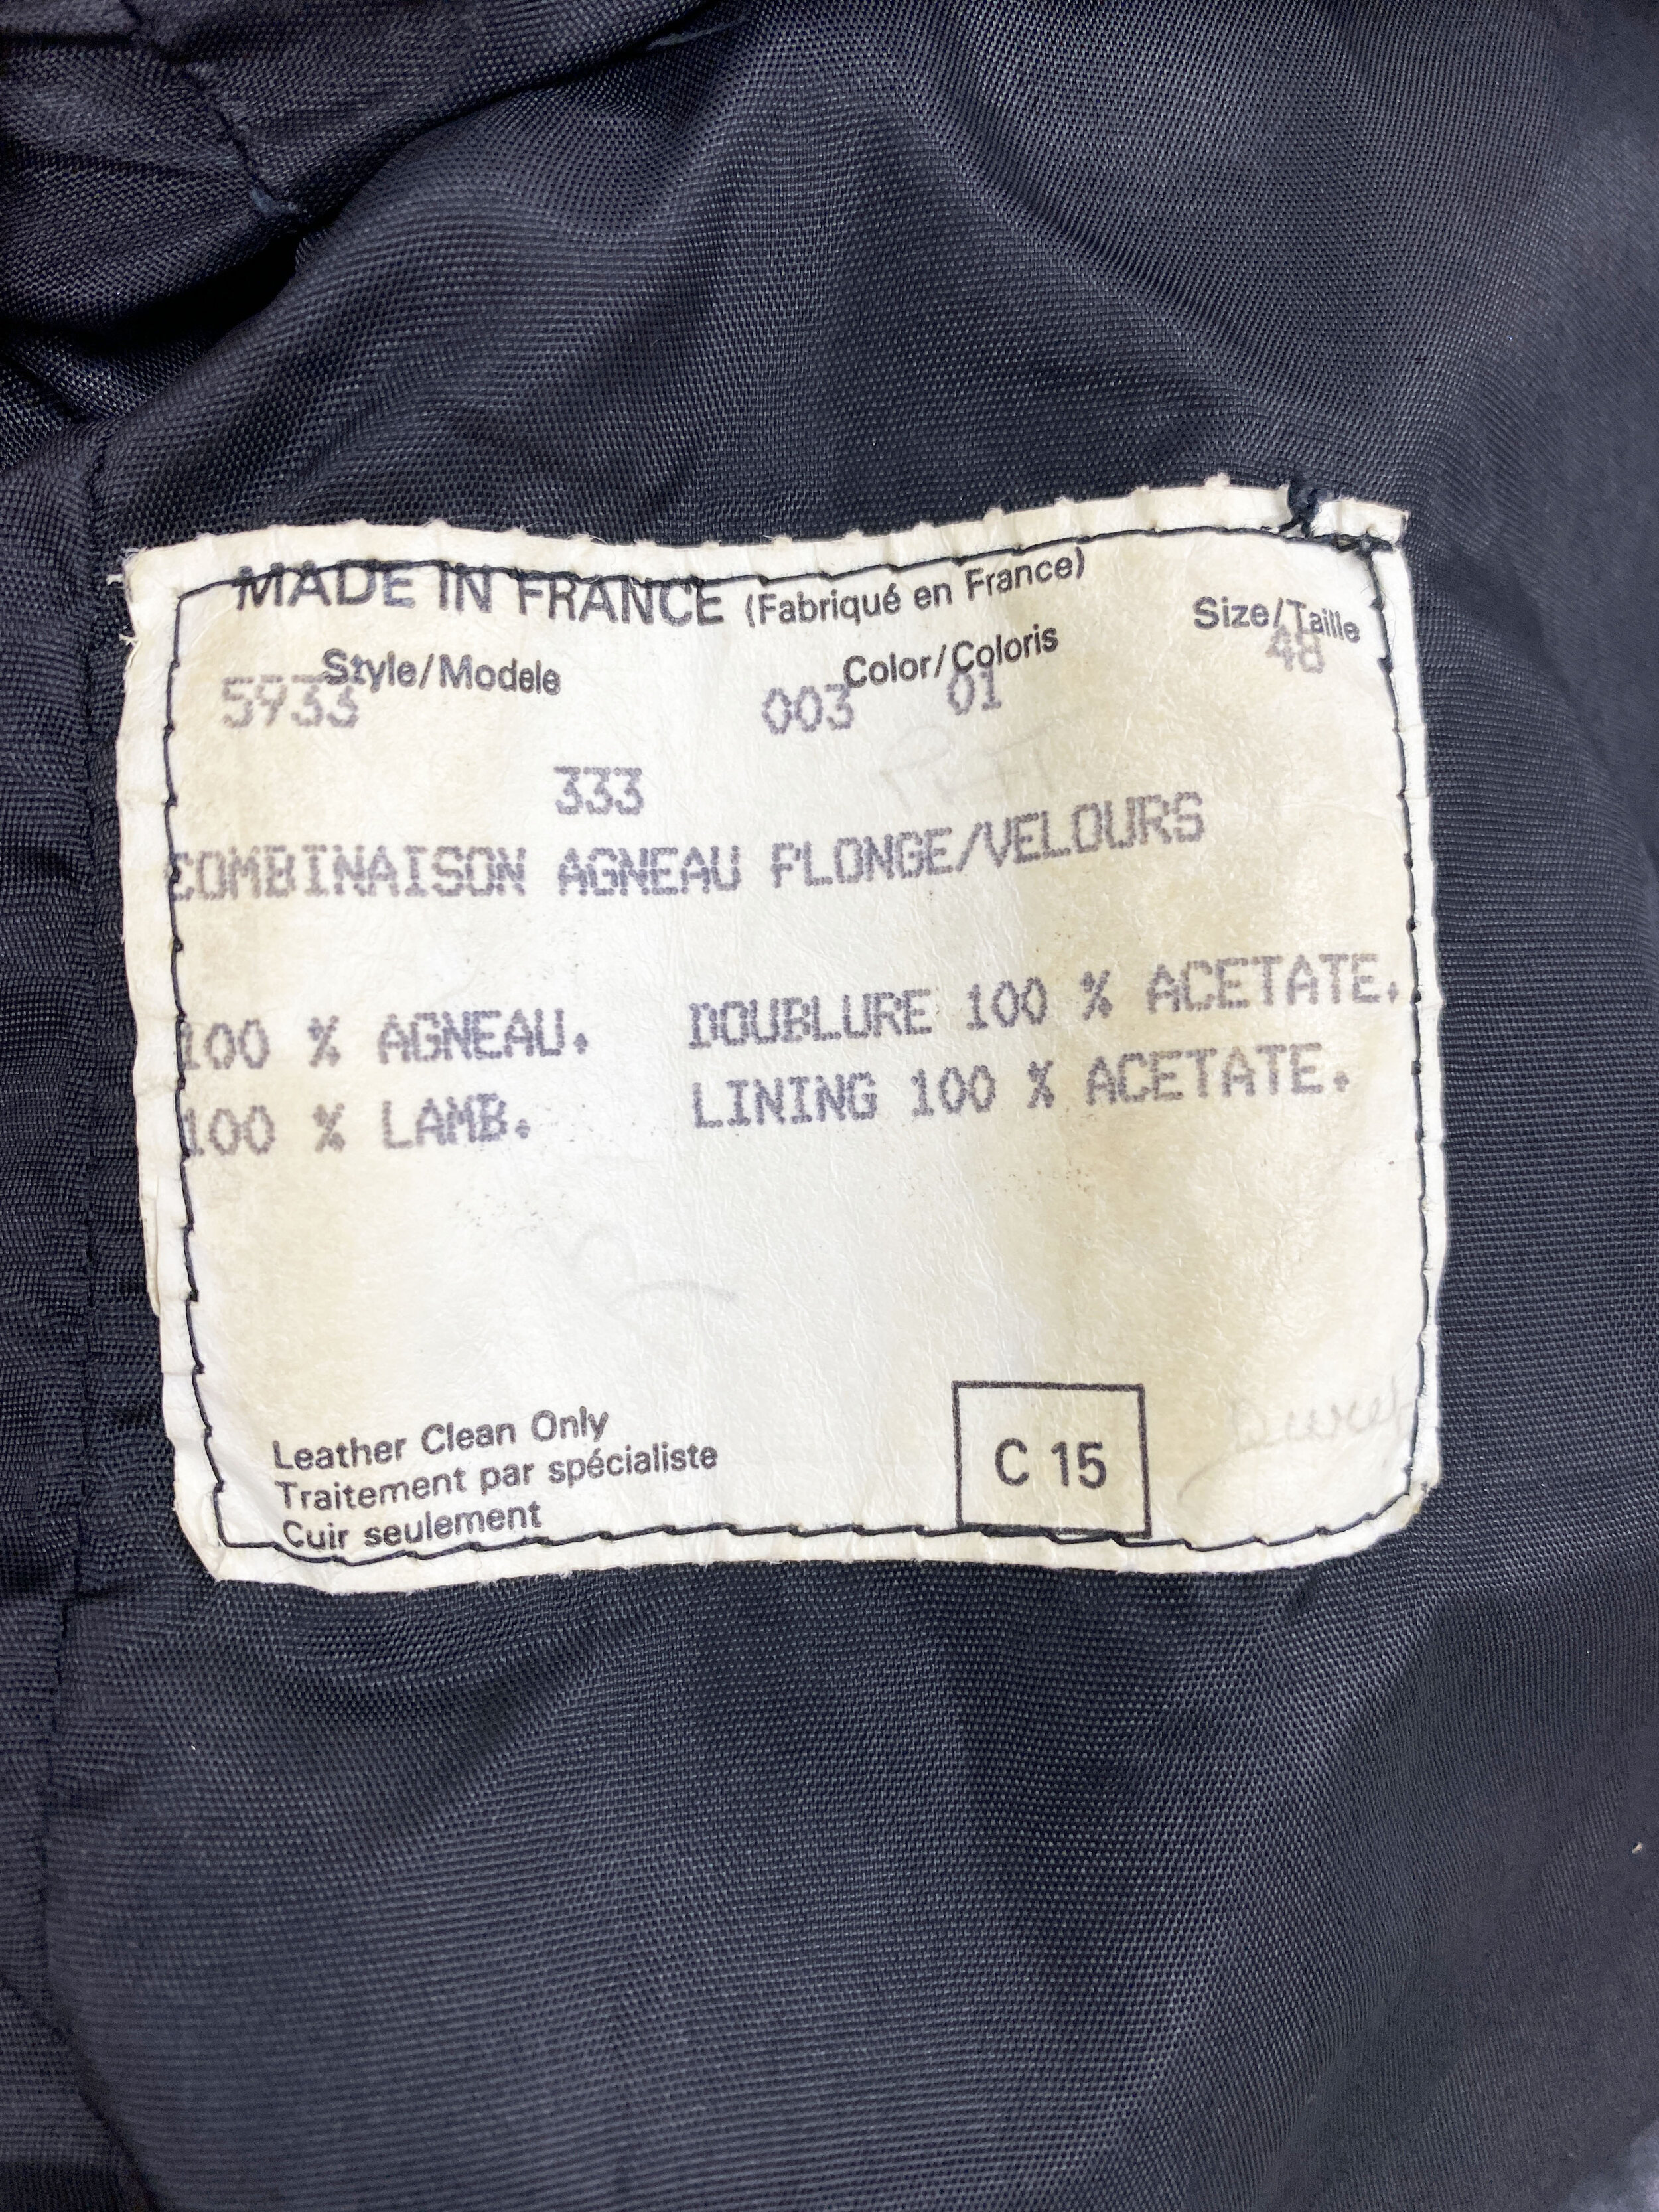 MADE IN FRANCE (Fabriqué en France)
Style/Modele Color/Coloris Size/Taille
5933 003 01 48
333
COMBINAISON AGNEAU PLONGE/VELOURS
100 % AGNEAU. DOUBLURE 100 % ACETATE.
100 % LAMB. LINING 100 % ACETATE.
Leather Clean Only
Traitement par spécialiste
Cuir seulement
C 15